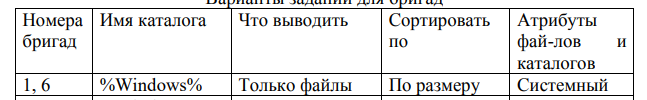 Варианты заданий для бригад
Номера бригад Имя каталога Что выводить Сортировать по Атрибуты фай-лов и каталогов
1, 6 %Windows% Только файлы По размеру Системный